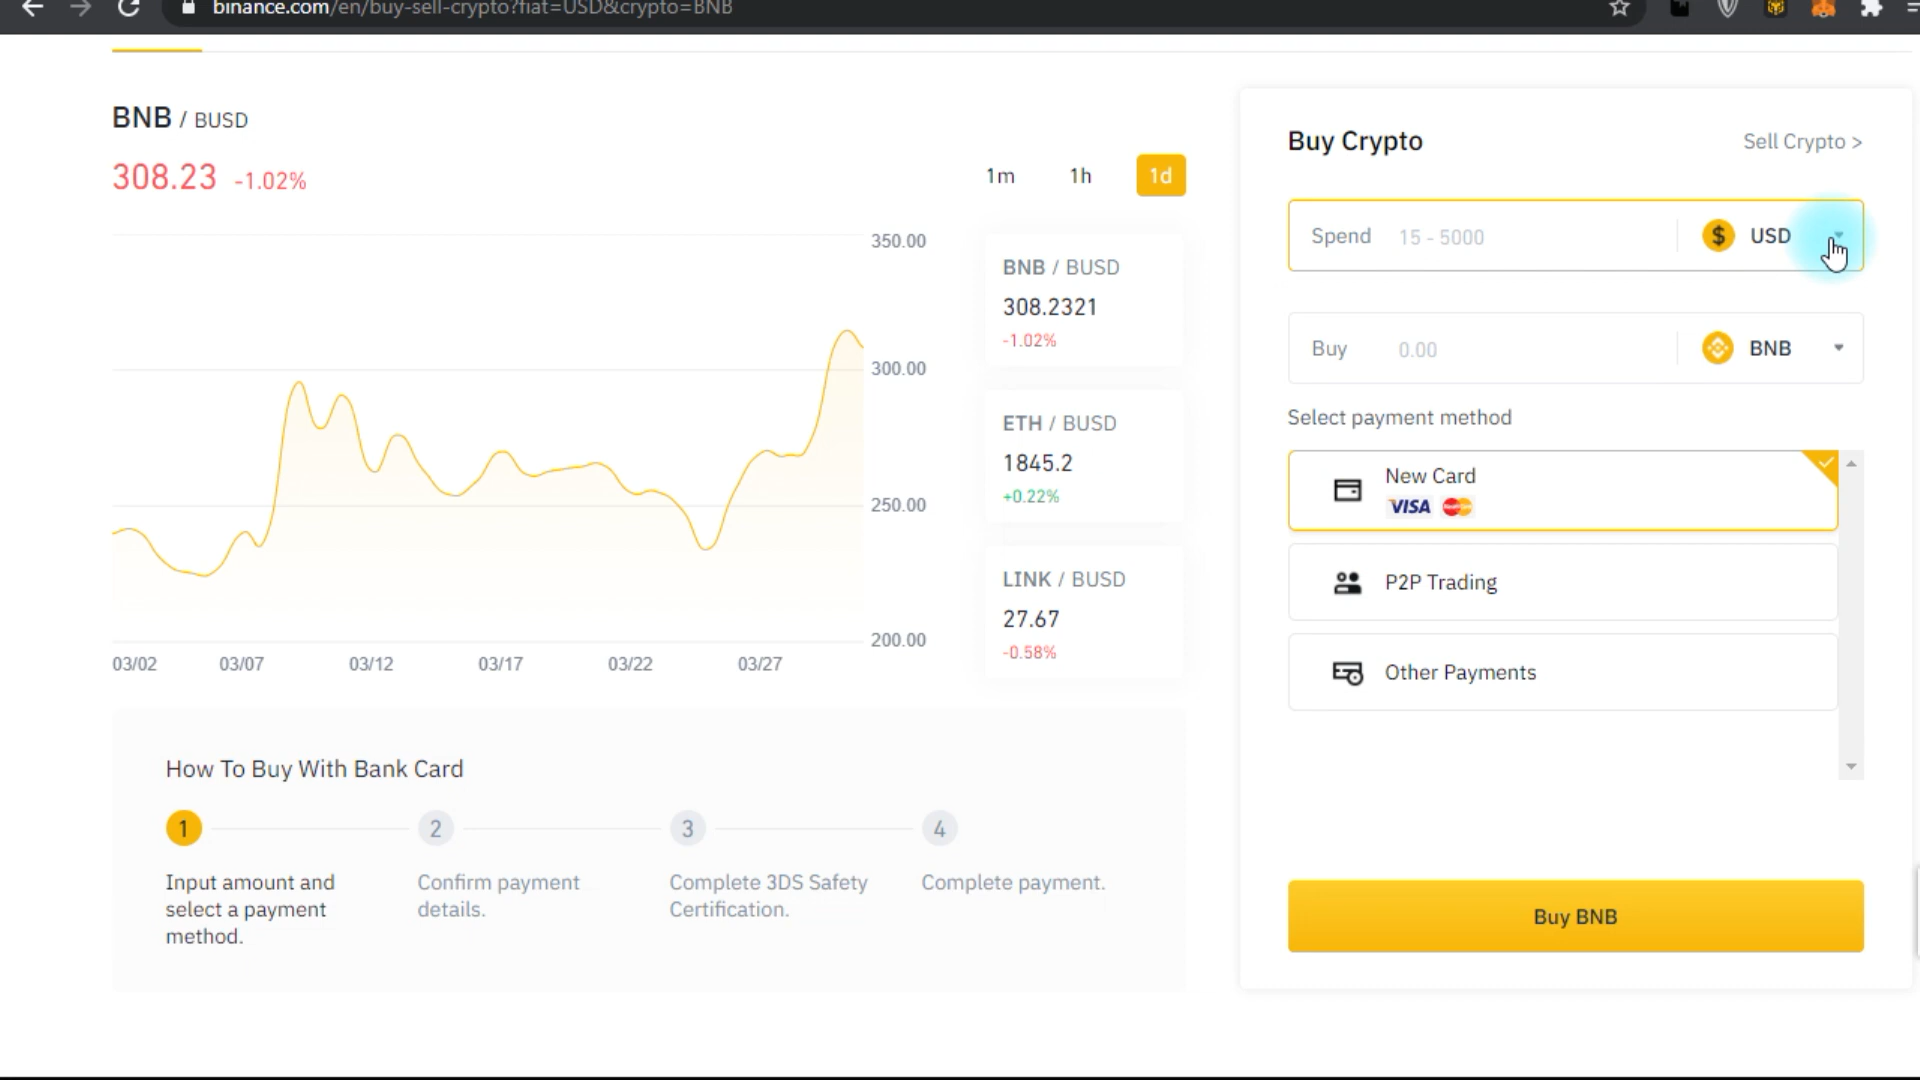 binance.com/en/buy-sell-crypto?fiat=USD&crypto=BNB
BNB / BUSD
308.23 -1.02%
1m 1h 1d
350.00
300.00
250.00
200.00
03/02 03/07 03/12 03/17 03/22 03/27
BNB / BUSD
308.2321
-1.02%
ETH / BUSD
1845.2
+0.22%
LINK / BUSD
27.67
-0.58%
How To Buy With Bank Card
1 2 3 4
Input amount and
select a payment
method.
Confirm payment
details.
Complete 3DS Safety
Certification.
Complete payment.
Buy Crypto Sell Crypto >
Spend 15 - 5000 $ USD
Buy 0.00 BNB
Select payment method
New Card
VISA
P2P Trading
Other Payments
Buy BNB